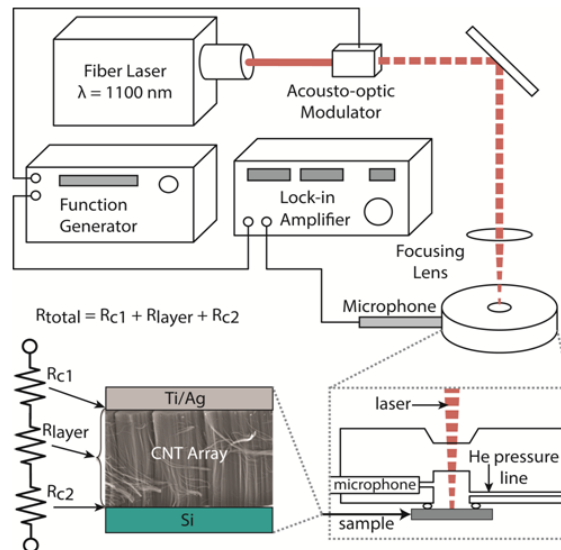 Fiber Laser
λ = 1100 nm
Acousto-optic
Modulator
Function
Generator
Lock-in
Amplifier
Focusing
Lens
Microphone
Rtotal = Rc1 + Rlayer + Rc2
Rc1
Rlayer
Rc2
Ti/Ag
CNT Array
Si
laser
He pressure
line
microphone
sample